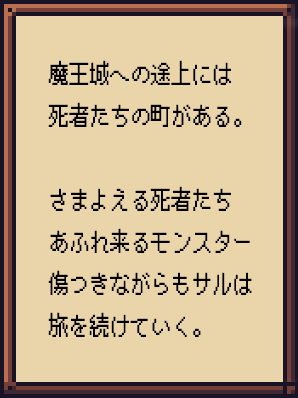 魔王城への途上には
死者たちの町がある。
さまよえる死者たち
あふれ来るモンスター
傷つきながらもサルは
旅を続けていく。